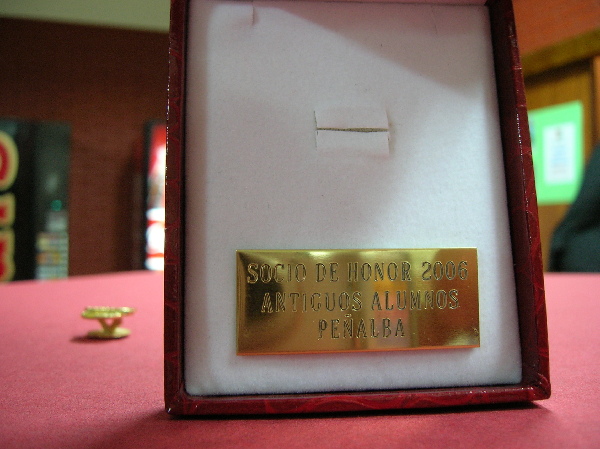 SOCIO DE HONOR 2006
ANTIGUOS ALUMNOS
PEÑALBA